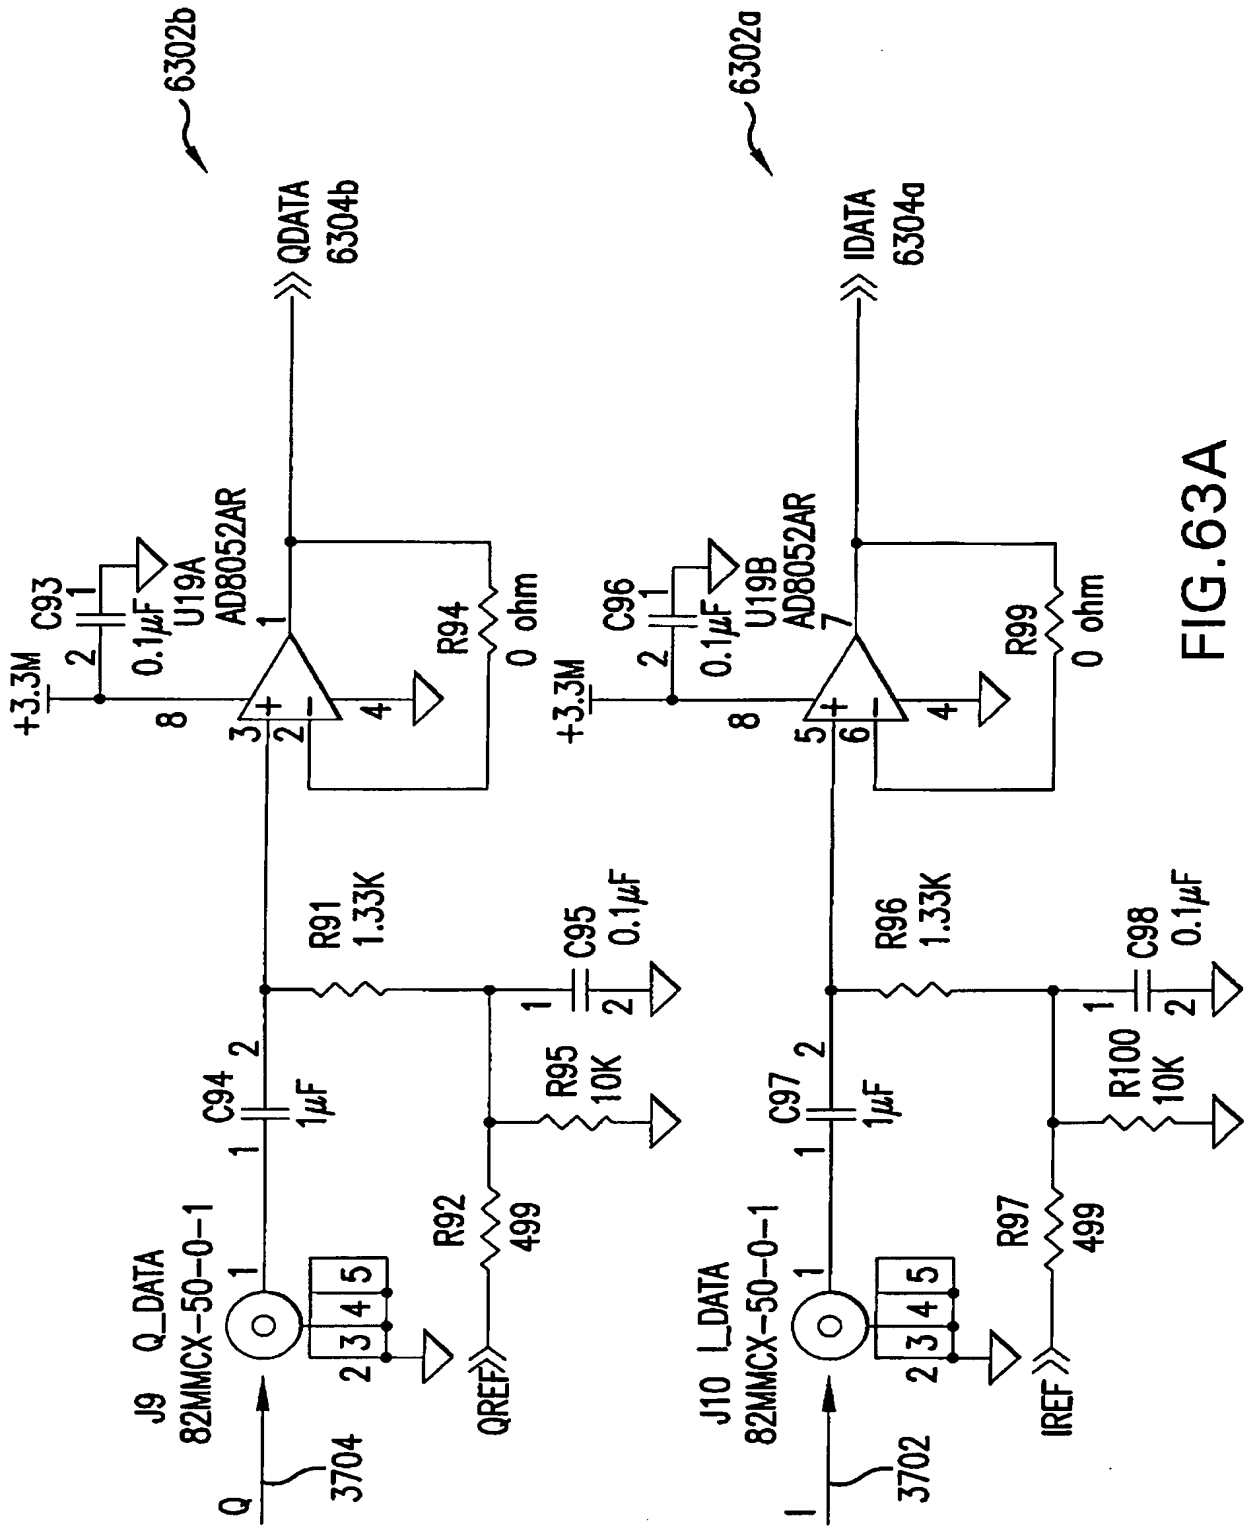 6302b
QDATA
6304b
+3.3M
C93
1
2
0.1µF
U19A
AD8052AR
8
3
+
2
-
1
4
R94
0 ohm
R91
1.33K
C95
0.1µF
1
2
C94
1
2
1µF
R95
10K
J9 Q_DATA
82MMCX-50-0-1
1
2 3 4 5
R92
499
QREF
Q
3704
6302a
IDATA
6304a
+3.3M
C96
1
2
0.1µF
U19B
AD8052AR
8
5
+
6
-
7
4
R99
0 ohm
R96
1.33K
C98
0.1µF
1
2
C97
1
2
1µF
R100
10K
J10 I_DATA
82MMCX-50-0-1
1
2 3 4 5
R97
499
IREF
I
3702
FIG.63A